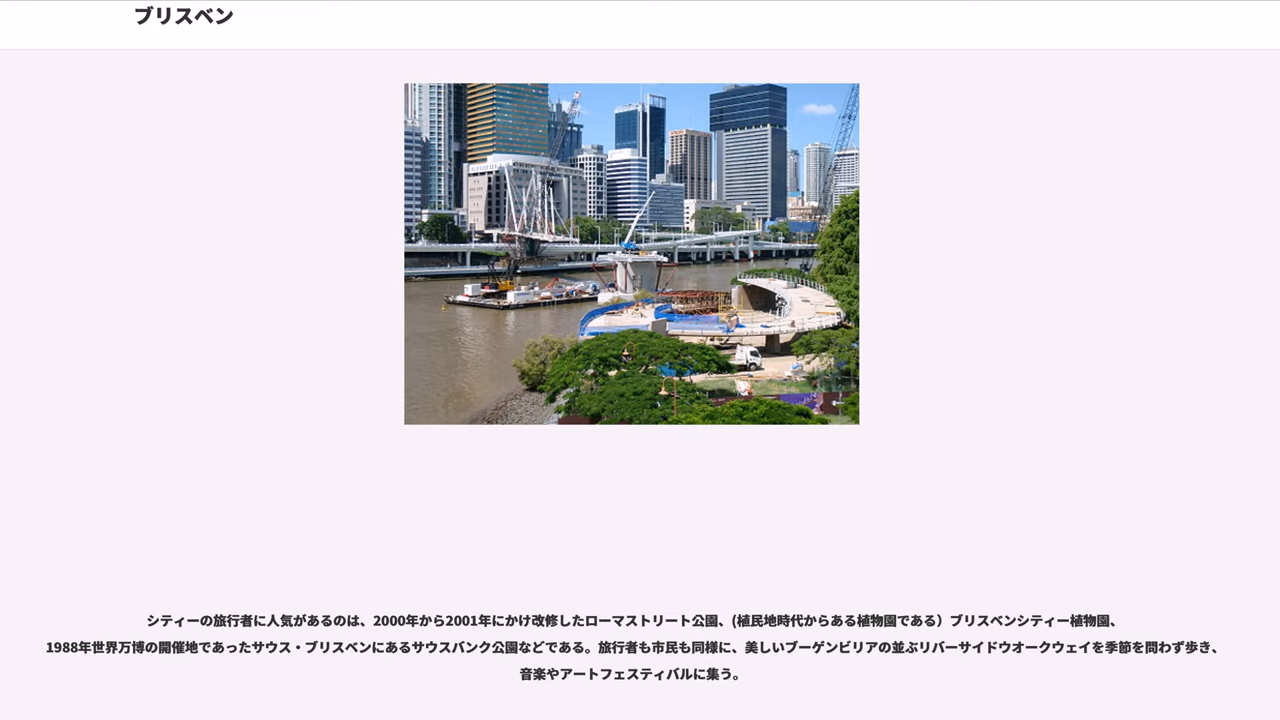 ブリスベン
シティーの旅行者に人気があるのは、2000年から2001年にかけ改修したローマストリート公園、(植民地時代からある植物園である）ブリスベンシティー植物園、
1988年世界万博の開催地であったサウス・ブリスベンにあるサウスバンク公園などである。旅行者も市民も同様に、美しいブーゲンビリアの並ぶリバーサイドウオークウェイを季節を問わず歩き、
音楽やアートフェスティバルに集う。